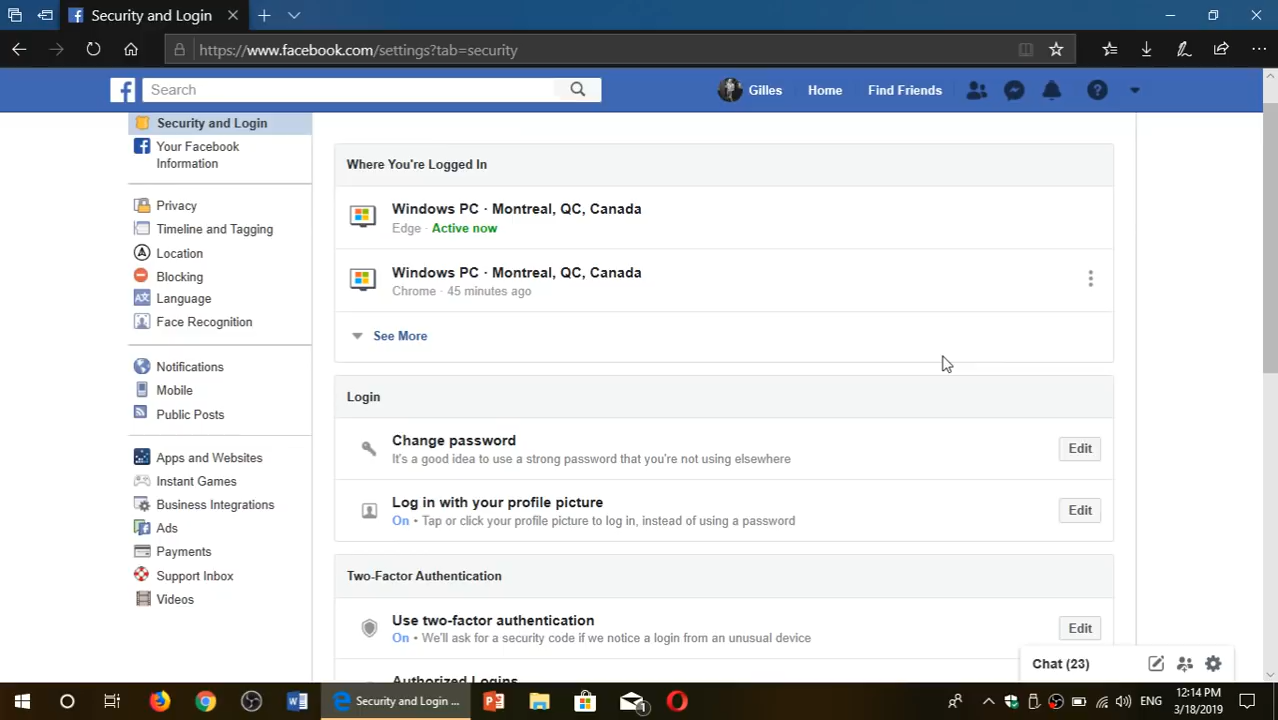 Security and Login
https://www.facebook.com/settings?tab=security
Search
Gilles
Home
Find Friends
Security and Login
Your Facebook
Information
Privacy
Timeline and Tagging
Location
Blocking
Language
Face Recognition
Notifications
Mobile
Public Posts
Apps and Websites
Instant Games
Business Integrations
Ads
Payments
Support Inbox
Videos
Where You're Logged In
Windows PC · Montreal, QC, Canada
Edge · Active now
Windows PC · Montreal, QC, Canada
Chrome · 45 minutes ago
See More
Login
Change password
It's a good idea to use a strong password that you're not using elsewhere
Edit
Log in with your profile picture
On • Tap or click your profile picture to log in, instead of using a password
Edit
Two-Factor Authentication
Use two-factor authentication
On • We'll ask for a security code if we notice a login from an unusual device
Edit
Authorized Logins
Chat (23)
Security and Login ...
1
ENG
12:14 PM
3/18/2019